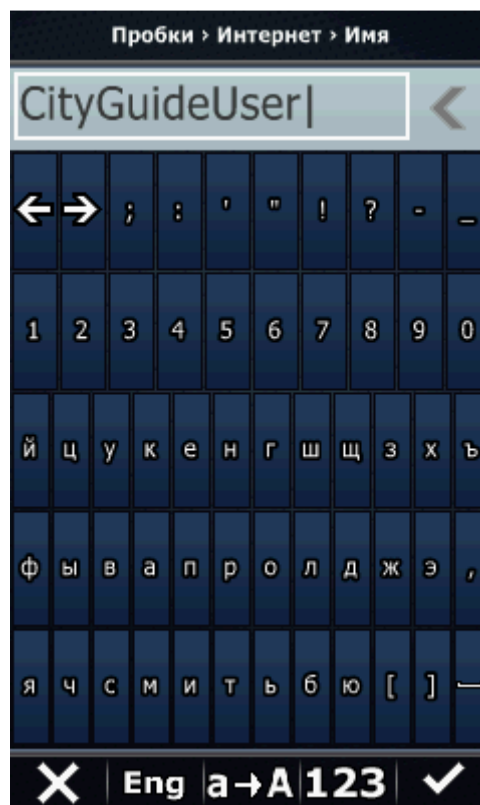 Пробки › Интернет › Имя
CityGuideUser
; : ' " ! ? - _
1 2 3 4 5 6 7 8 9 0
й ц у к е н г ш щ з х ъ
ф ы в а п р о л д ж э ,
я ч с м и т ь б ю [ ]
Eng a→A 123